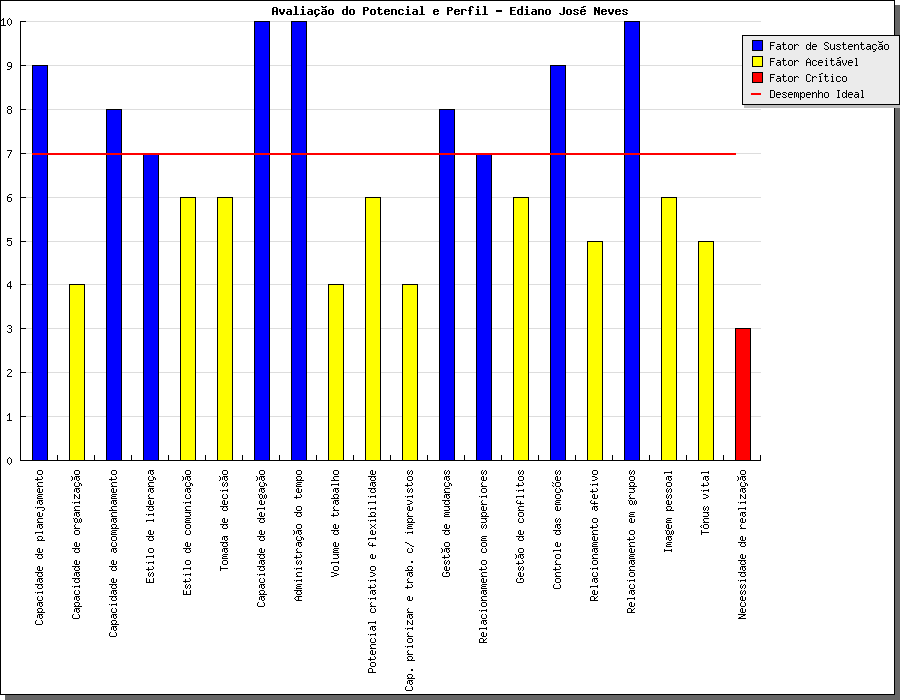 Avaliação do Potencial e Perfil - Ediano José Neves
10
9
8
7
6
5
4
3
2
1
0
Fator de Sustentação
Fator Aceitável
Fator Crítico
Desempenho Ideal
Capacidade de planejamento
Capacidade de organização
Capacidade de acompanhamento
Estilo de liderança
Estilo de comunicação
Tomada de decisão
Capacidade de delegação
Administração do tempo
Volume de trabalho
Potencial criativo e flexibilidade
Cap. priorizar e trab. c/ imprevistos
Gestão de mudanças
Relacionamento com superiores
Gestão de conflitos
Controle das emoções
Relacionamento afetivo
Relacionamento em grupos
Imagem pessoal
Tônus vital
Necessidade de realização